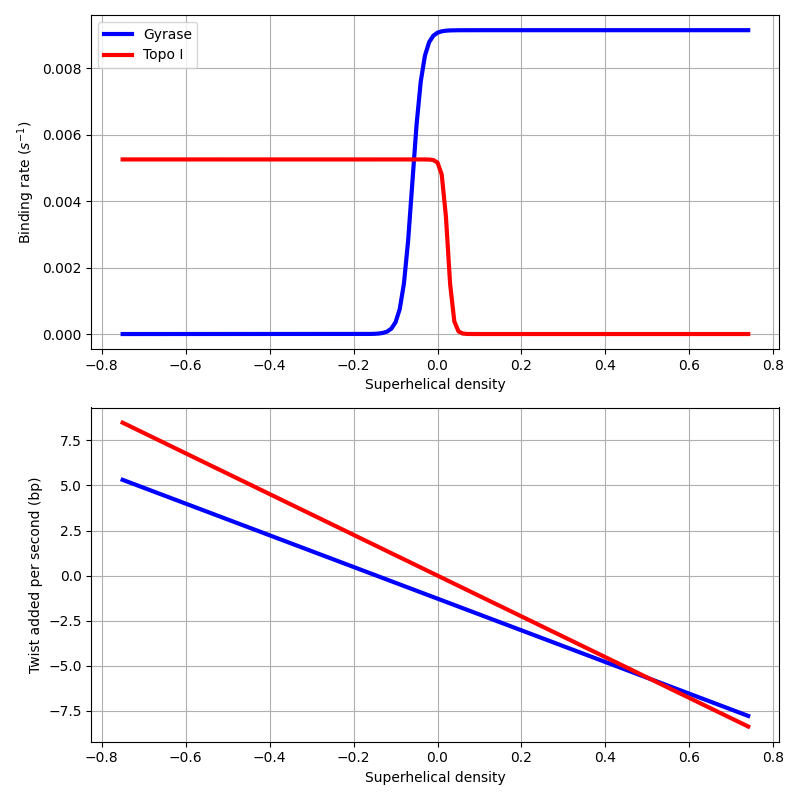 Gyrase
Topo I
Binding rate ($s^{-1}$)
0.008
0.006
0.004
0.002
0.000
−0.8 −0.6 −0.4 −0.2 0.0 0.2 0.4 0.6 0.8
Superhelical density
Twist added per second (bp)
7.5
5.0
2.5
0.0
−2.5
−5.0
−7.5
−0.8 −0.6 −0.4 −0.2 0.0 0.2 0.4 0.6 0.8
Superhelical density